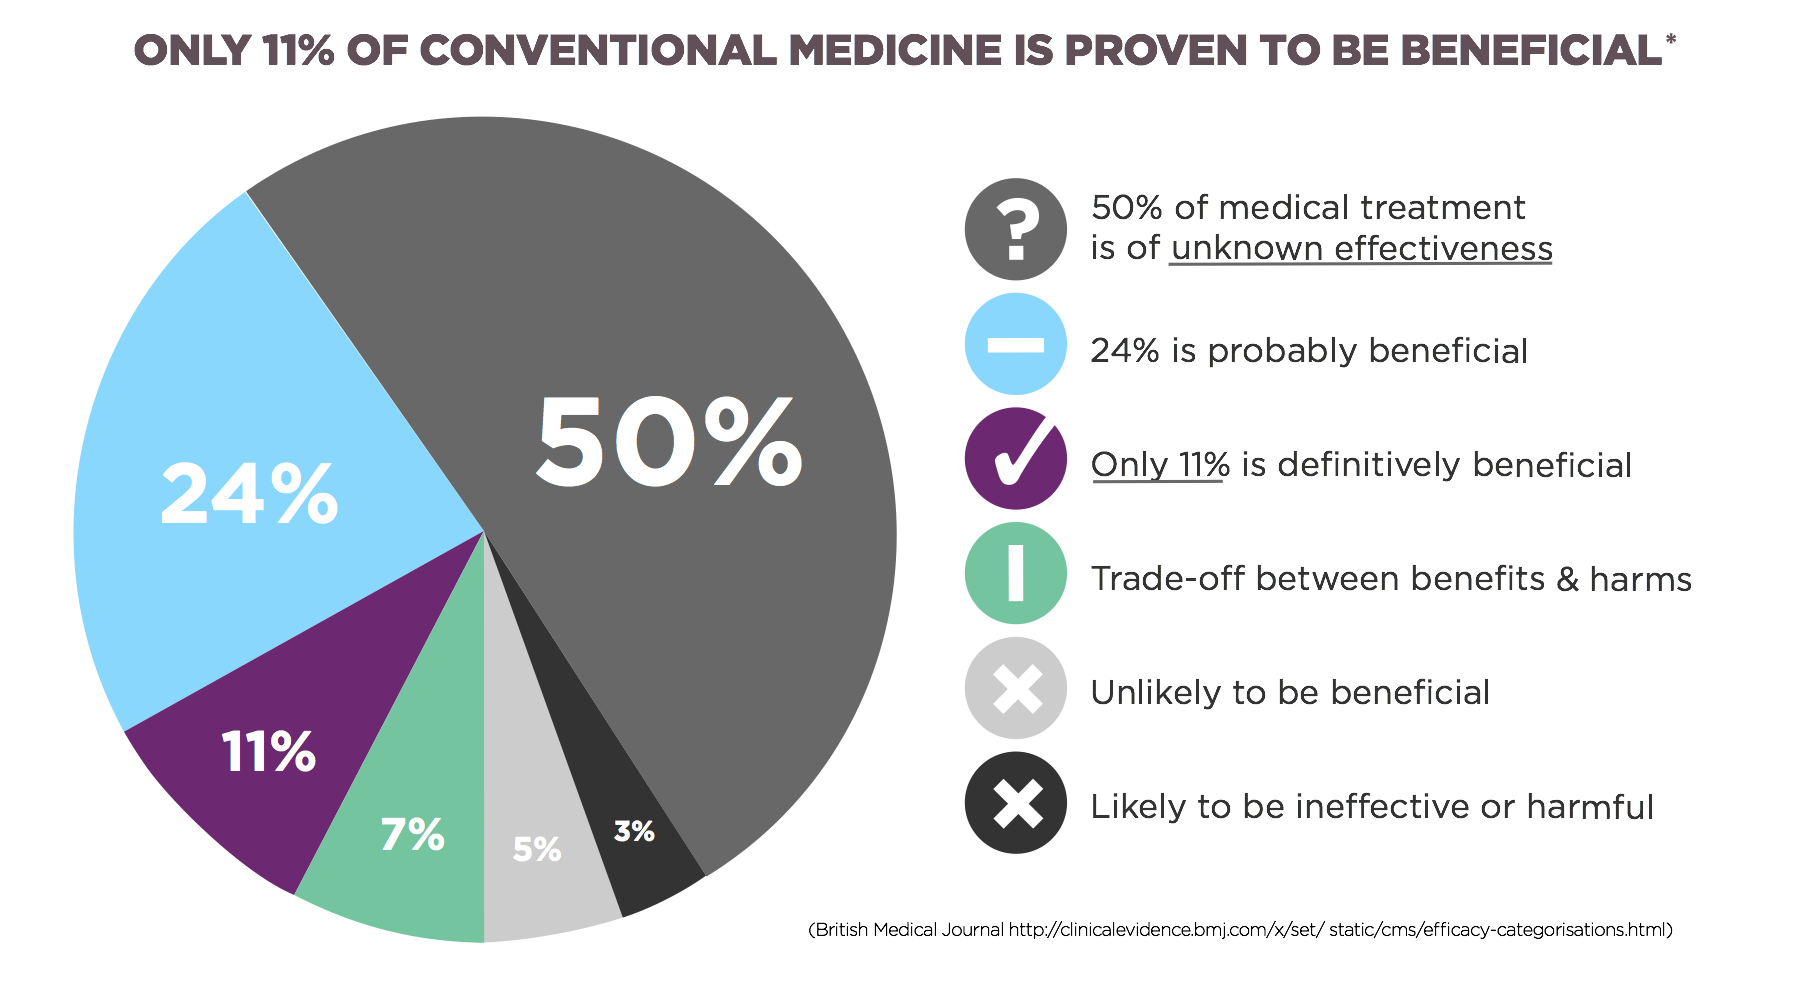 ONLY 11% OF CONVENTIONAL MEDICINE IS PROVEN TO BE BENEFICIAL*
50%
24%
11%
7%
5%
3%
?
50% of medical treatment
is of unknown effectiveness
24% is probably beneficial
Only 11% is definitively beneficial
Trade-off between benefits & harms
Unlikely to be beneficial
Likely to be ineffective or harmful
(British Medical Journal http://clinicalevidence.bmj.com/x/set/ static/cms/efficacy-categorisations.html)